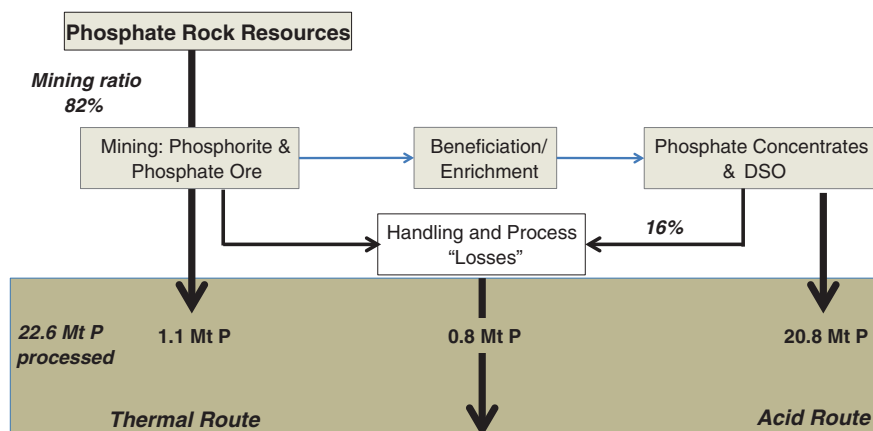 Phosphate Rock Resources
Mining ratio
82%
Mining: Phosphorite &
Phosphate Ore
Beneficiation/
Enrichment
Phosphate Concentrates
& DSO
Handling and Process
“Losses”
16%
22.6 Mt P
processed
1.1 Mt P
0.8 Mt P
20.8 Mt P
Thermal Route
Acid Route